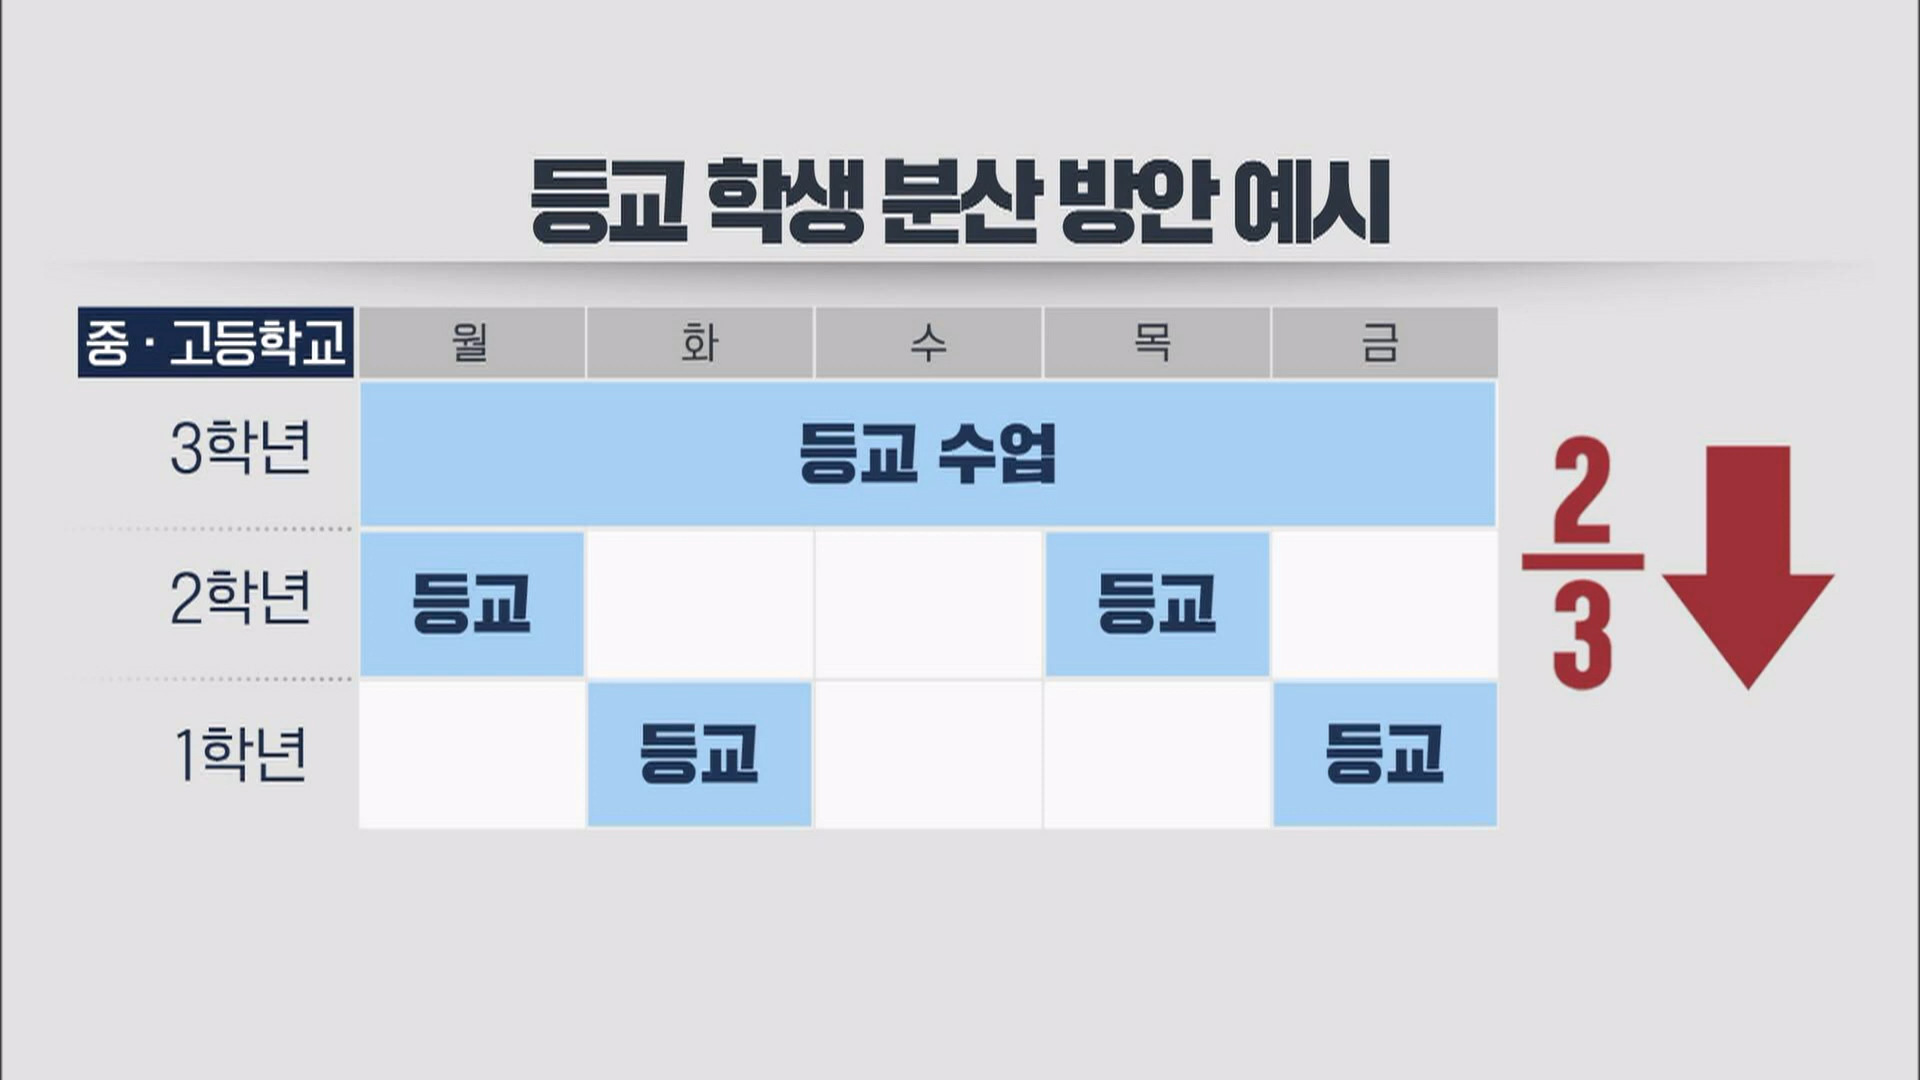 등교 학생 분산 방안 예시
중·고등학교 월 화 수 목 금
3학년 등교 수업
2학년 등교 등교
1학년 등교 등교
2
3